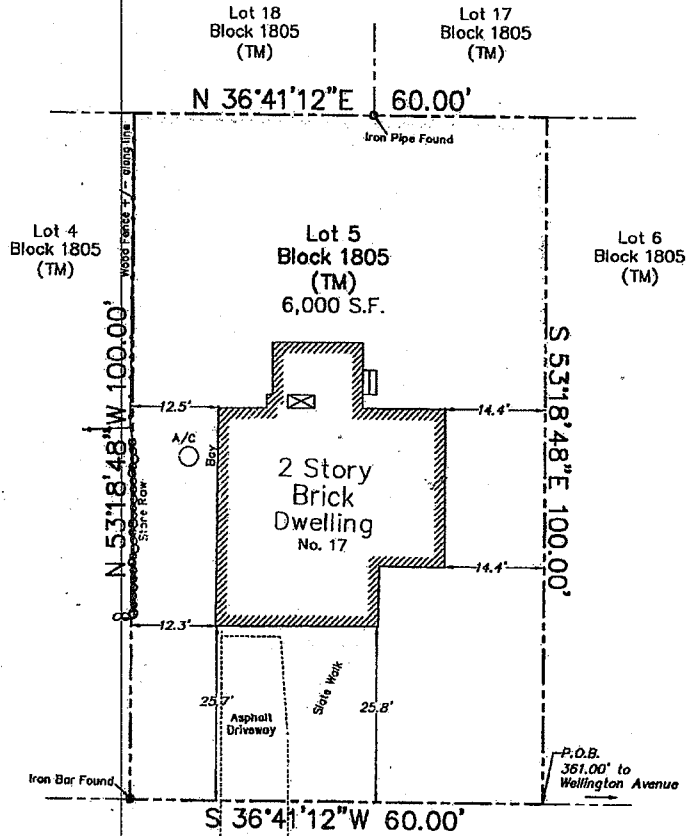 Lot 18
Block 1805
(TM)
Lot 17
Block 1805
(TM)
N 36°41'12"E 60.00'
Iron Pipe Found
Wood Fence +/- along line
Lot 4
Block 1805
(TM)
Lot 5
Block 1805
(TM)
6,000 S.F.
Lot 6
Block 1805
(TM)
N 53°18'48"W 100.00'
S 53°18'48"E 100.00'
12.5'
14.4'
A/C
Bay
Stone Row
2 Story
Brick
Dwelling
No. 17
14.4'
12.3'
25.7'
Asphalt
Driveway
Slate Walk
25.8'
Iron Bar Found
P.O.B.
361.00' to
Wellington Avenue
S 36°41'12"W 60.00'